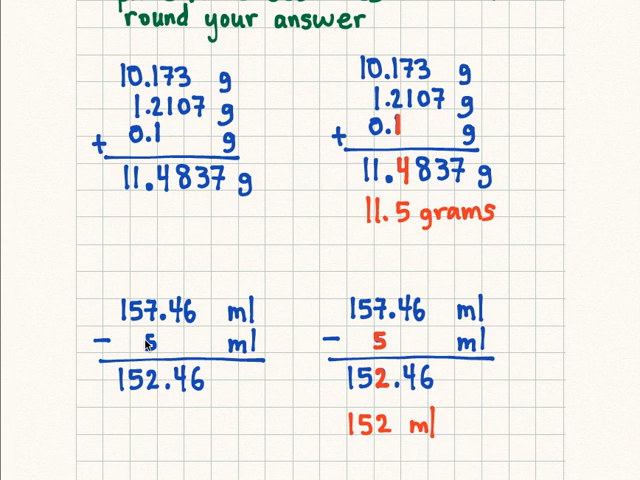 round your answer
10.173 g
1.2107 g
+ 0.1 g
11.4837 g
10.173 g
1.2107 g
+ 0.1 g
11.4837 g
11.5 grams
157.46 ml
- 5 ml
152.46
157.46 ml
- 5 ml
152.46
152 ml